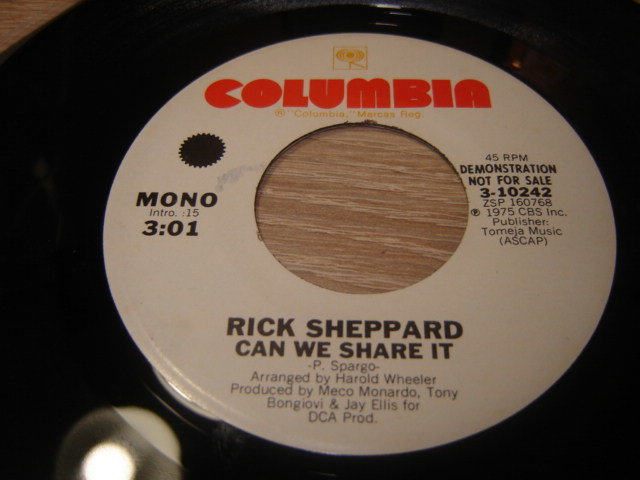 COLUMBIA
® "Columbia," Marcas Reg.
MONO
Intro. :15
3:01
45 RPM
DEMONSTRATION
NOT FOR SALE
3-10242
ZSP 160768
℗ 1975 CBS Inc.
Publisher:
Tomeja Music
(ASCAP)
RICK SHEPPARD
CAN WE SHARE IT
-P. Spargo-
Arranged by Harold Wheeler
Produced by Meco Monardo, Tony
Bongiovi & Jay Ellis for
DCA Prod.